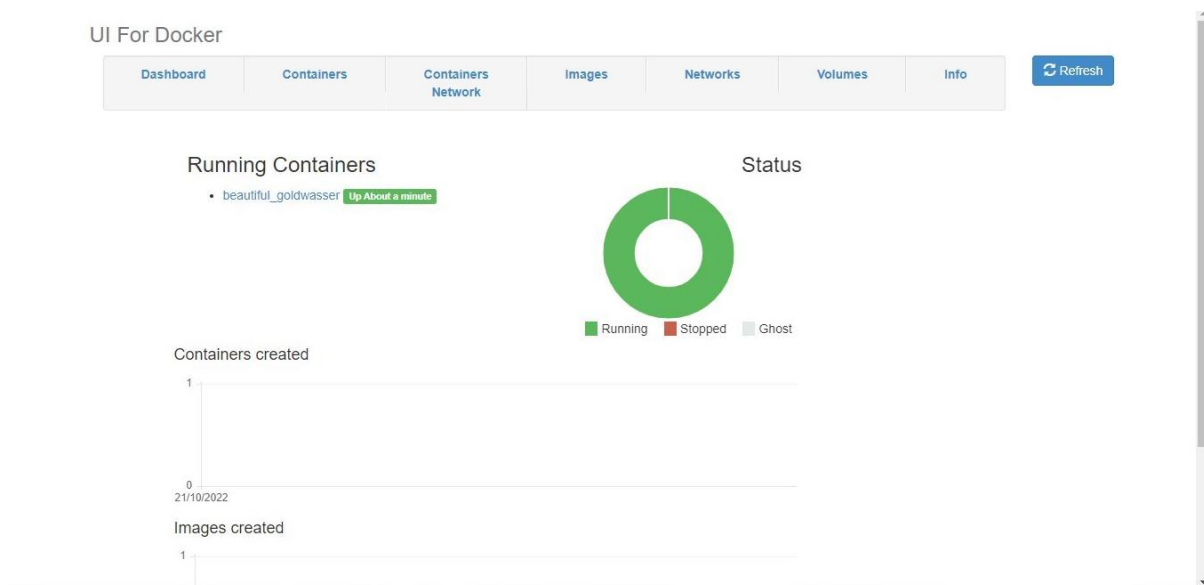 UI For Docker
Dashboard
Containers
Containers
Network
Images
Networks
Volumes
Info
Refresh
Running Containers
beautiful_goldwasser Up About a minute
Status
Running Stopped Ghost
Containers created
1
0
21/10/2022
Images created
1